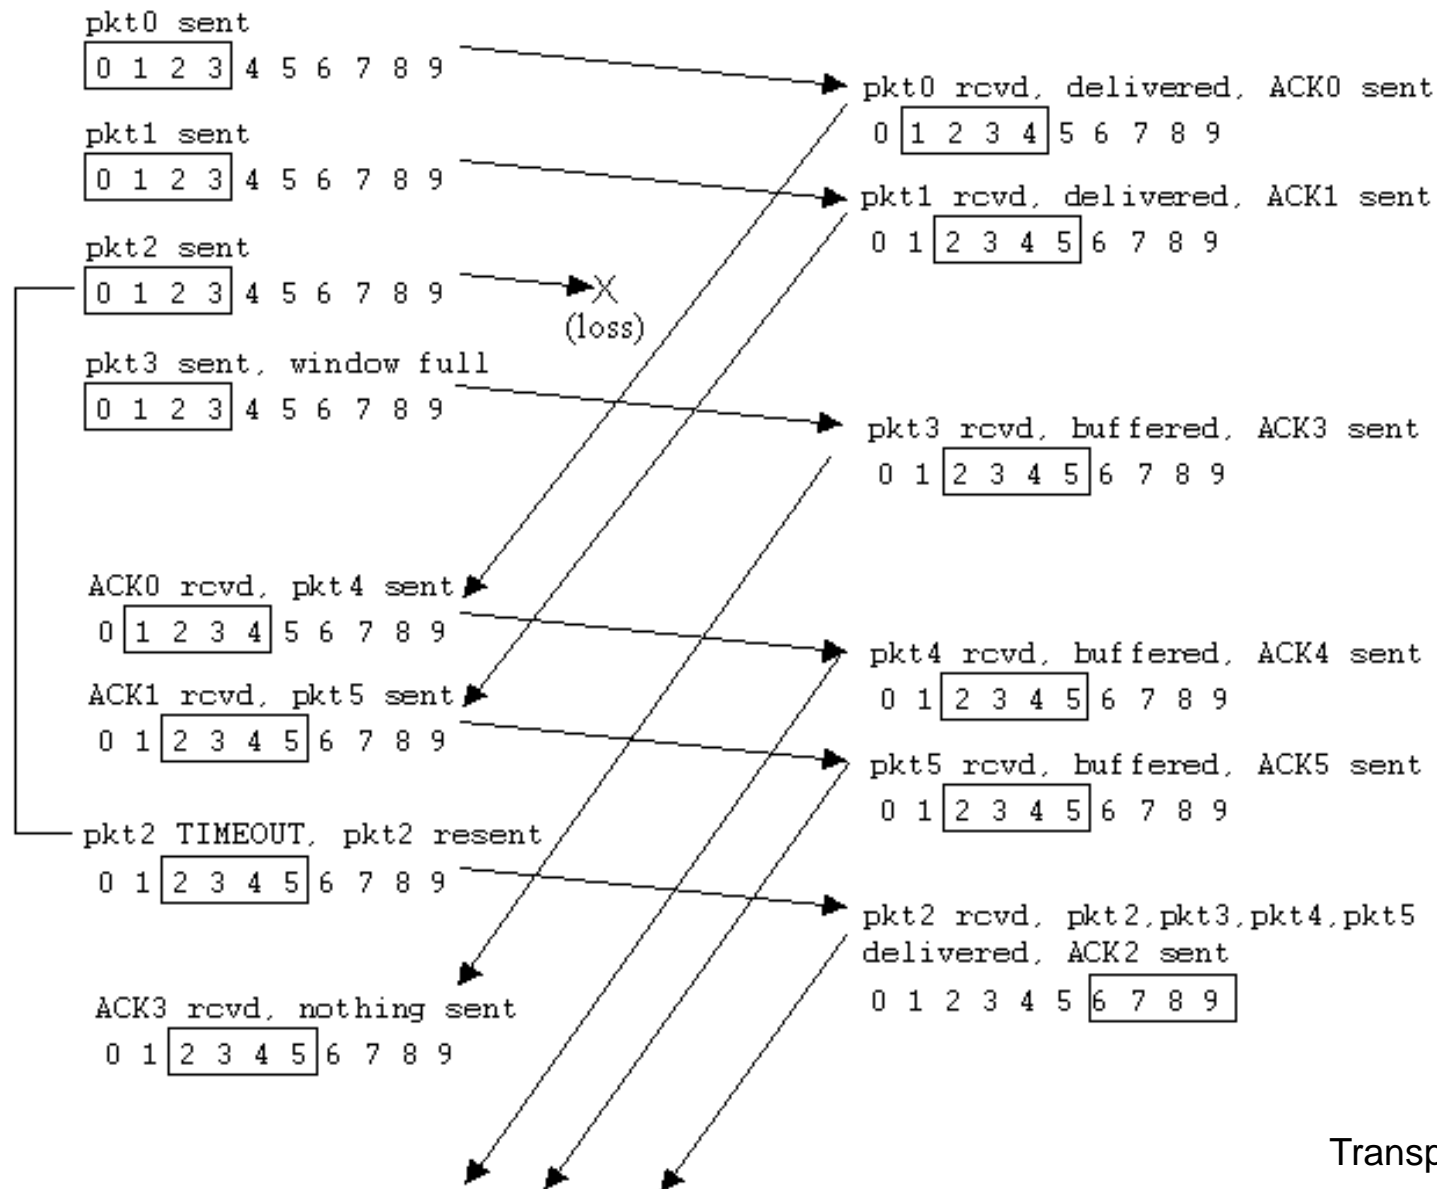 pkt0 sent
0 1 2 3 4 5 6 7 8 9
pkt0 rcvd, delivered, ACK0 sent
0 1 2 3 4 5 6 7 8 9
pkt1 sent
0 1 2 3 4 5 6 7 8 9
pkt1 rcvd, delivered, ACK1 sent
0 1 2 3 4 5 6 7 8 9
pkt2 sent
0 1 2 3 4 5 6 7 8 9
X
(loss)
pkt3 sent, window full
0 1 2 3 4 5 6 7 8 9
pkt3 rcvd, buffered, ACK3 sent
0 1 2 3 4 5 6 7 8 9
ACK0 rcvd, pkt4 sent
0 1 2 3 4 5 6 7 8 9
pkt4 rcvd, buffered, ACK4 sent
0 1 2 3 4 5 6 7 8 9
ACK1 rcvd, pkt5 sent
0 1 2 3 4 5 6 7 8 9
pkt5 rcvd, buffered, ACK5 sent
0 1 2 3 4 5 6 7 8 9
pkt2 TIMEOUT, pkt2 resent
0 1 2 3 4 5 6 7 8 9
pkt2 rcvd, pkt2,pkt3,pkt4,pkt5
delivered, ACK2 sent
0 1 2 3 4 5 6 7 8 9
ACK3 rcvd, nothing sent
0 1 2 3 4 5 6 7 8 9
Transp